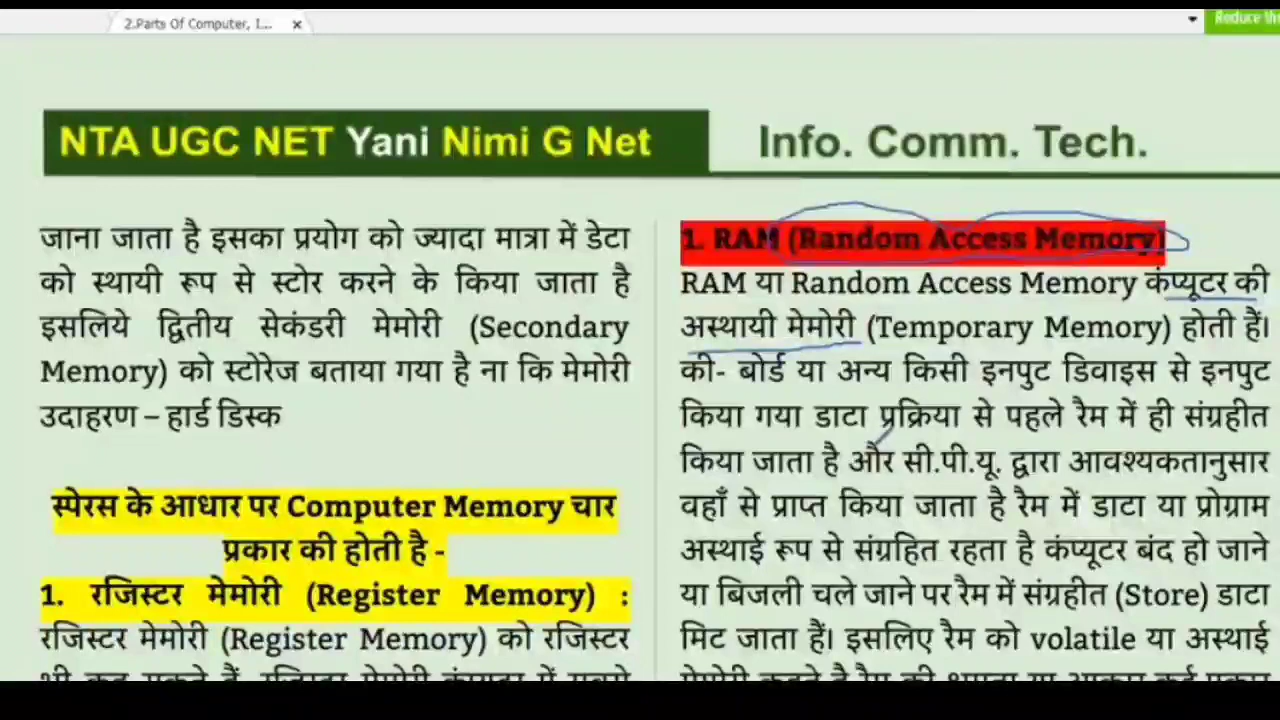 2.Parts Of Computer, I...
Reduce the
NTA UGC NET Yani Nimi G Net
Info. Comm. Tech.
जाना जाता है इसका प्रयोग को ज्यादा मात्रा में डेटा
को स्थायी रूप से स्टोर करने के किया जाता है
इसलिये द्वितीय सेकंडरी मेमोरी (Secondary
Memory) को स्टोरेज बताया गया है ना कि मेमोरी
उदाहरण – हार्ड डिस्क
स्पेरस के आधार पर Computer Memory चार
प्रकार की होती है -
1. रजिस्टर मेमोरी (Register Memory) :
रजिस्टर मेमोरी (Register Memory) को रजिस्टर
1. RAM (Random Access Memory)
RAM या Random Access Memory कंप्यूटर की
अस्थायी मेमोरी (Temporary Memory) होती हैं।
की- बोर्ड या अन्य किसी इनपुट डिवाइस से इनपुट
किया गया डाटा प्रक्रिया से पहले रैम में ही संग्रहीत
किया जाता है और सी.पी.यू. द्वारा आवश्यकतानुसार
वहाँ से प्राप्त किया जाता है रैम में डाटा या प्रोग्राम
अस्थाई रूप से संग्रहित रहता है कंप्यूटर बंद हो जाने
या बिजली चले जाने पर रैम में संग्रहीत (Store) डाटा
मिट जाता हैं। इसलिए रैम को volatile या अस्थाई